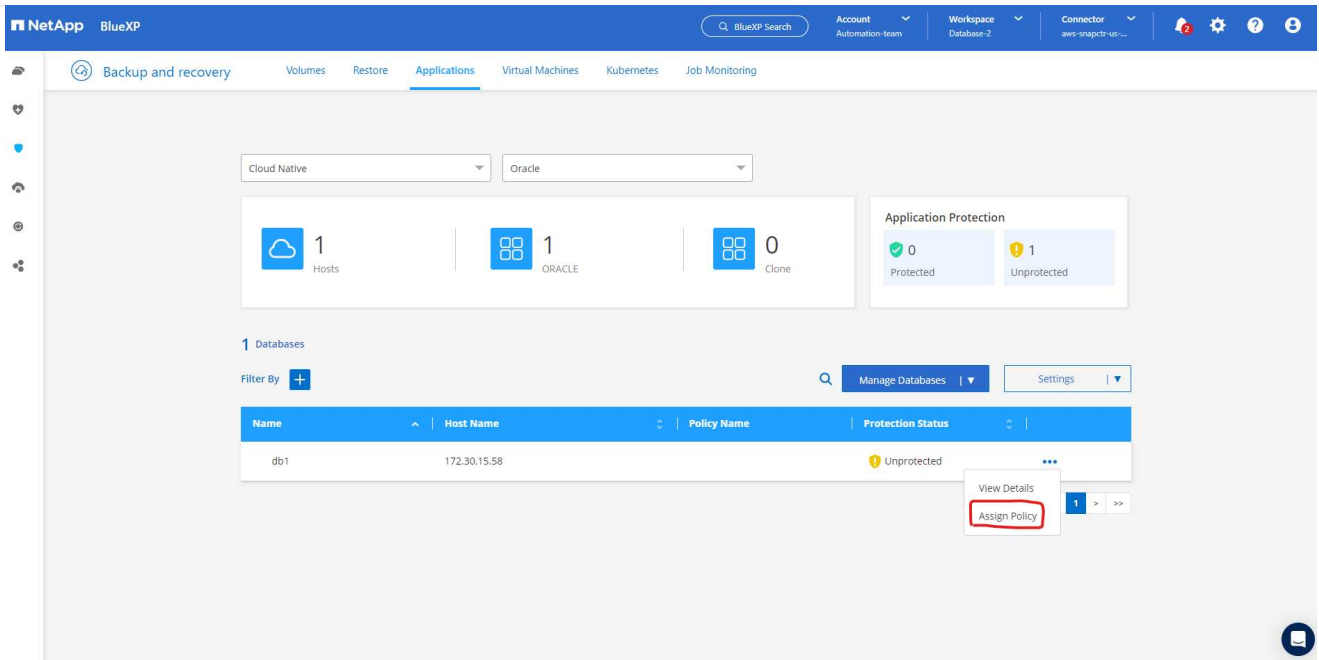 NetApp BlueXP
BlueXP Search
Account
Automation-team
Workspace
Database-2
Connector
aws-snapctr-us-...
2
Backup and recovery
Volumes
Restore
Applications
Virtual Machines
Kubernetes
Job Monitoring
Cloud Native
Oracle
1
Hosts
1
ORACLE
0
Clone
Application Protection
0
Protected
1
Unprotected
1 Databases
Filter By +
Manage Databases | ▼
Settings | ▼
Name
Host Name
Policy Name
Protection Status
db1
172.30.15.58
Unprotected
•••
View Details
Assign Policy
1 > >>